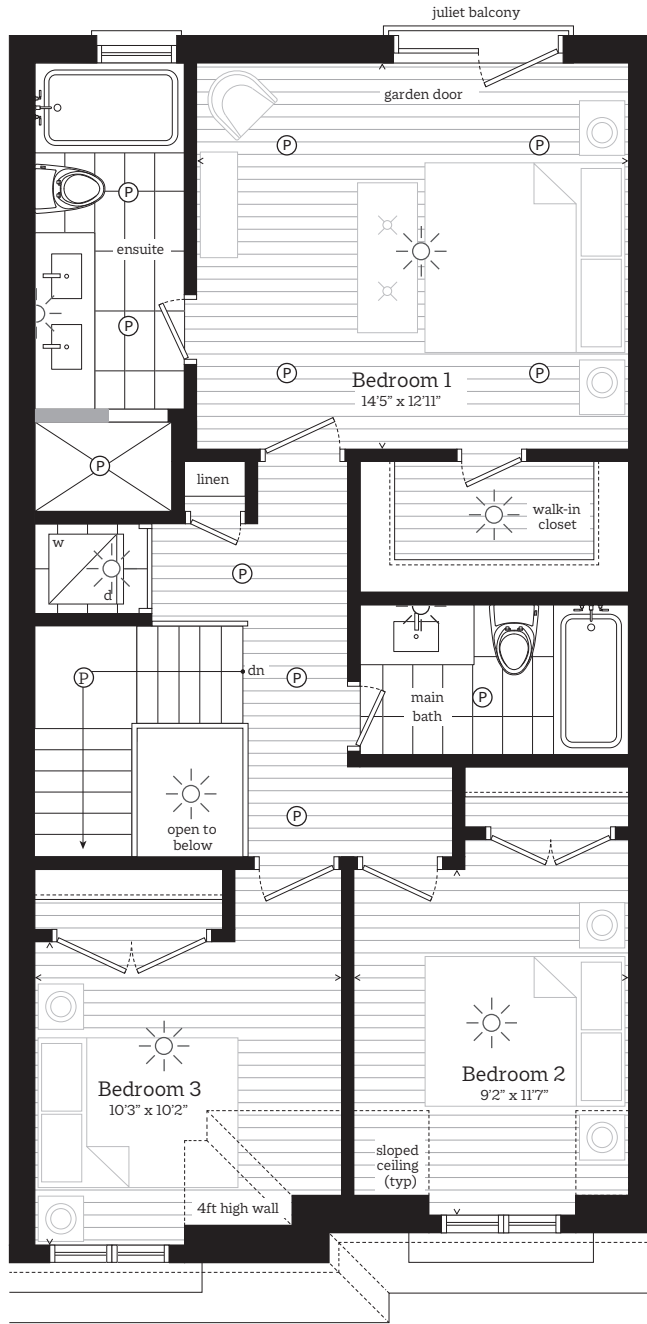 juliet balcony
garden door
P
P
P
ensuite
P
P
P
Bedroom 1
14'5" x 12'11"
P
linen
walk-in
closet
w
d
P
dn
P
P
main
bath
P
P
open to
below
Bedroom 2
9'2" x 11'7"
Bedroom 3
10'3" x 10'2"
sloped
ceiling
(typ)
4ft high wall